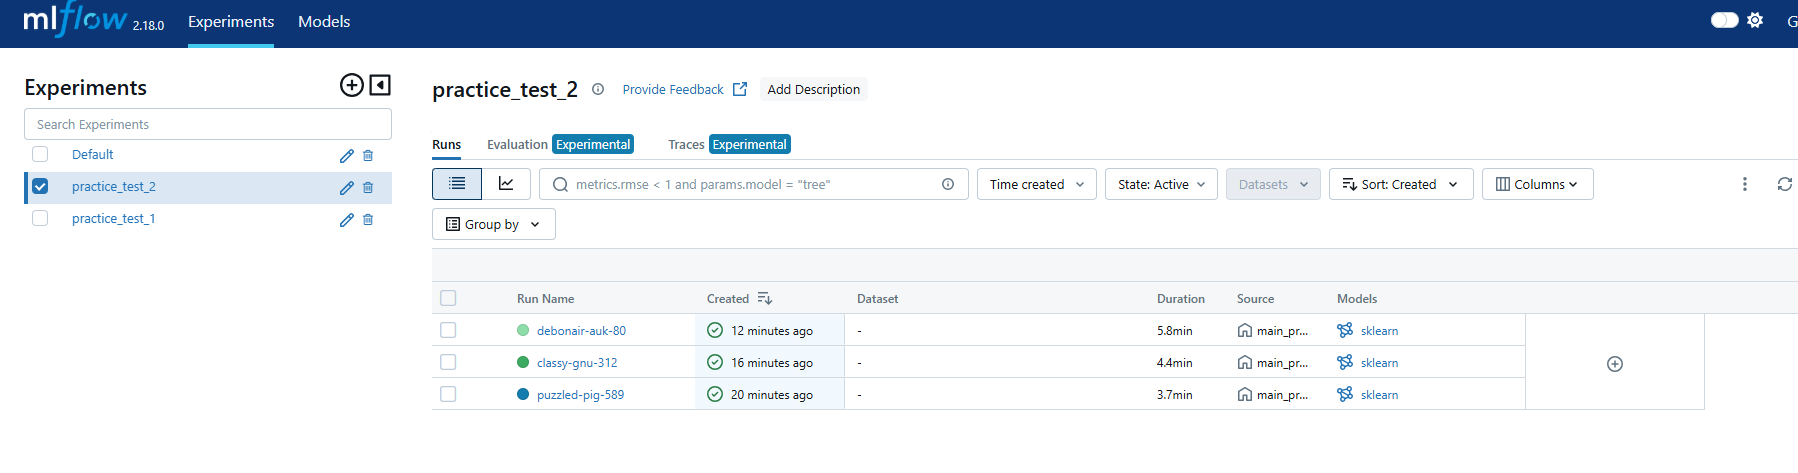 mlflow 2.18.0 Experiments Models
Experiments
Search Experiments
Default
practice_test_2
practice_test_1
practice_test_2 Provide Feedback Add Description
Runs Evaluation Experimental Traces Experimental
metrics.rmse < 1 and params.model = "tree" Time created State: Active Datasets Sort: Created Columns
Group by
Run Name Created Dataset Duration Source Models
debonair-auk-80 12 minutes ago - 5.8min main_pr... sklearn
classy-gnu-312 16 minutes ago - 4.4min main_pr... sklearn
puzzled-pig-589 20 minutes ago - 3.7min main_pr... sklearn